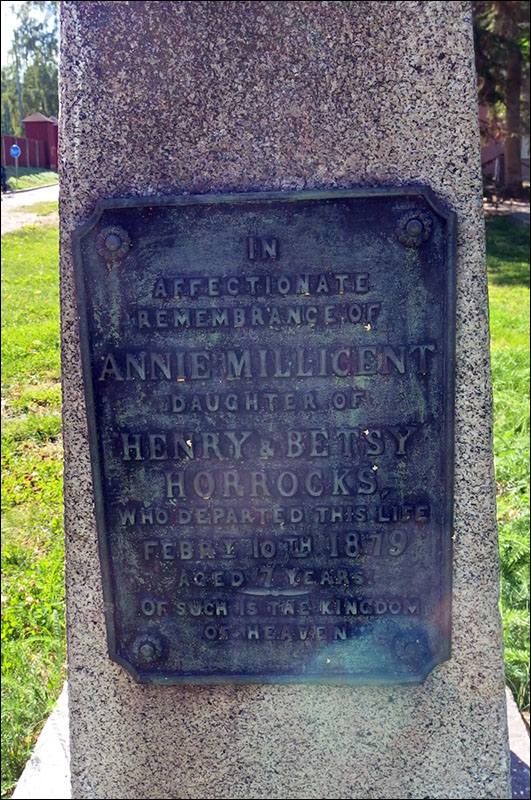 IN
AFFECTIONATE
REMEMBRANCE OF
ANNIE MILLICENT
DAUGHTER OF
HENRY & BETSY
HORROCKS,
WHO DEPARTED THIS LIFE
FEBRY 10TH 1879
AGED 7 YEARS.
OF SUCH IS THE KINGDOM
OF HEAVEN